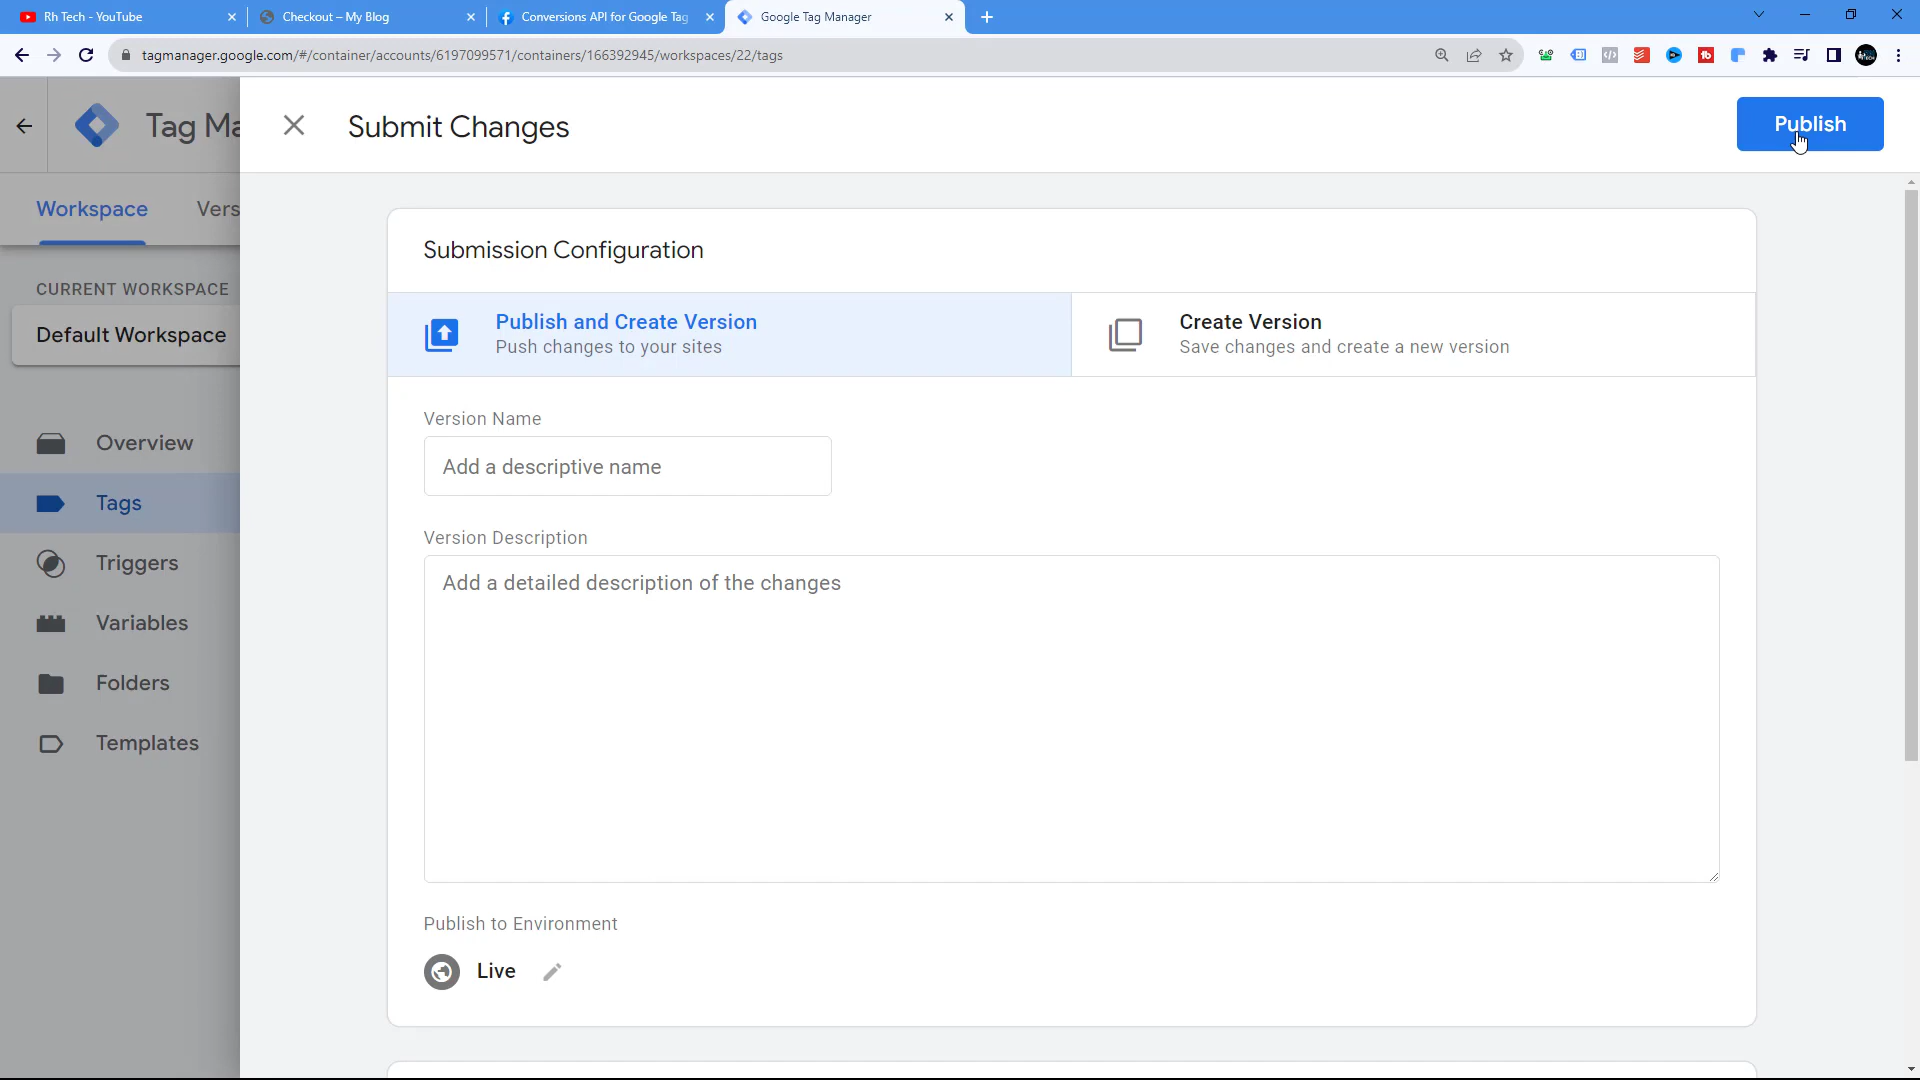 Rh Tech - YouTube
Checkout – My Blog
Conversions API for Google Tag
Google Tag Manager
tagmanager.google.com/#/container/accounts/6197099571/containers/166392945/workspaces/22/tags
Tag Ma
Submit Changes
Publish
Workspace
Vers
Submission Configuration
CURRENT WORKSPACE
Default Workspace
Publish and Create Version
Push changes to your sites
Create Version
Save changes and create a new version
Version Name
Add a descriptive name
Overview
Tags
Triggers
Variables
Folders
Templates
Version Description
Add a detailed description of the changes
Publish to Environment
Live